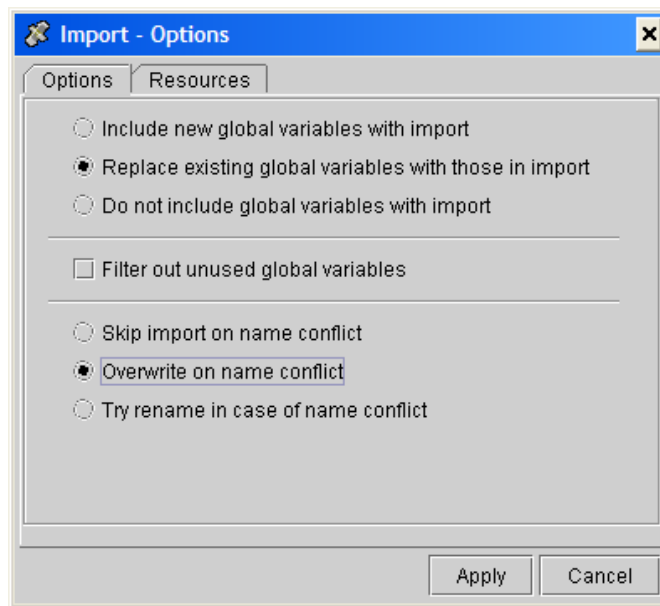 Import - Options
Options Resources
Include new global variables with import
Replace existing global variables with those in import
Do not include global variables with import
Filter out unused global variables
Skip import on name conflict
Overwrite on name conflict
Try rename in case of name conflict
Apply Cancel